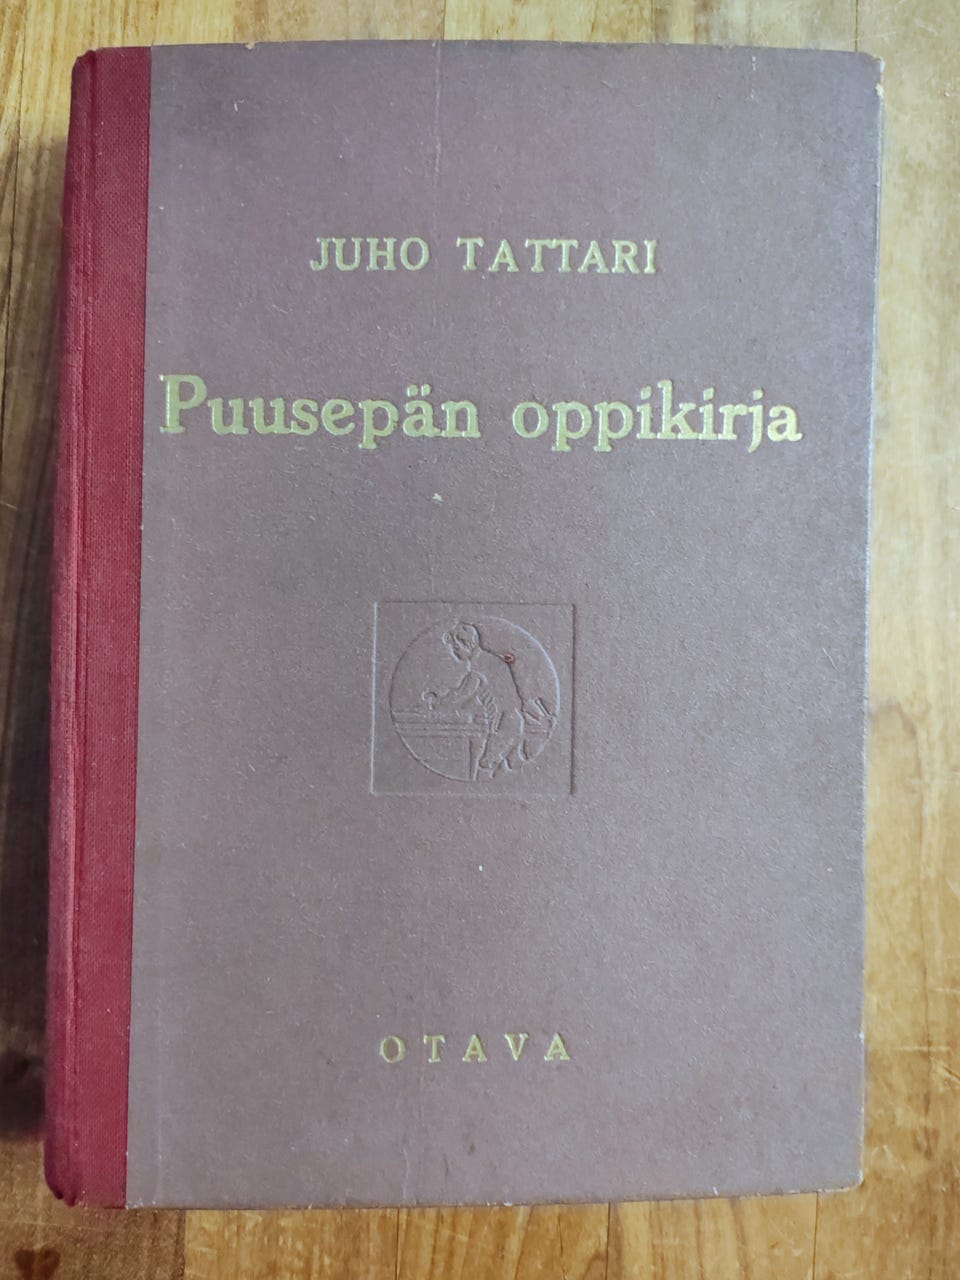 JUHO TATTARI
Puusepän oppikirja
OTAVA